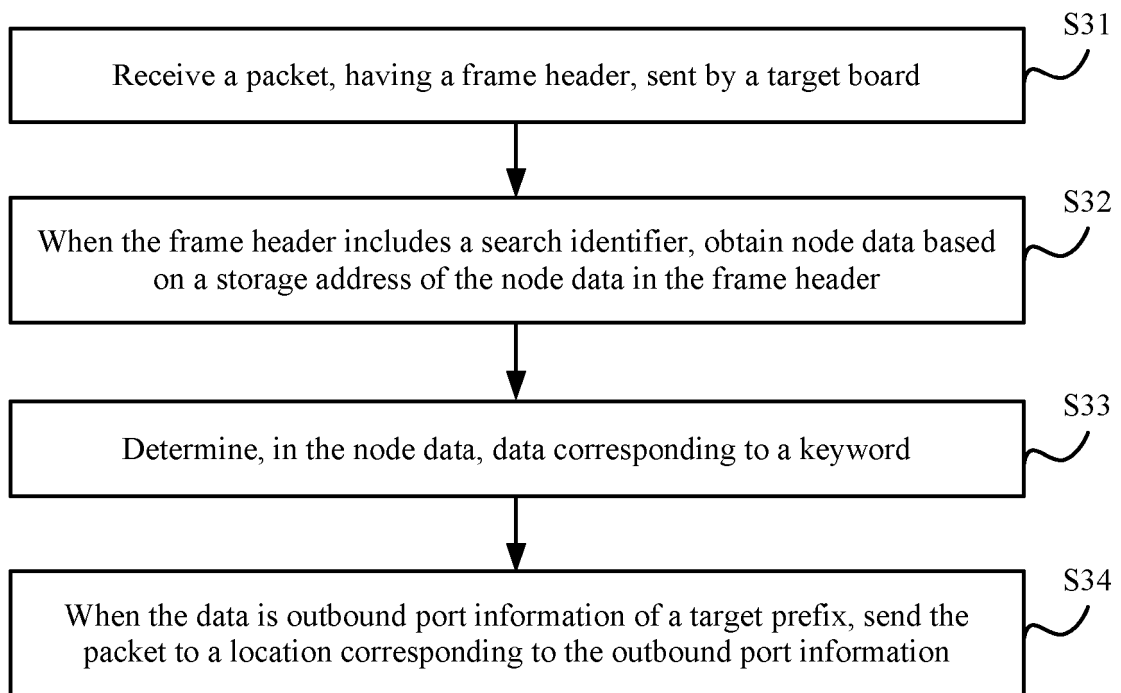 S31
Receive a packet, having a frame header, sent by a target board
S32
When the frame header includes a search identifier, obtain node data based
on a storage address of the node data in the frame header
S33
Determine, in the node data, data corresponding to a keyword
S34
When the data is outbound port information of a target prefix, send the
packet to a location corresponding to the outbound port information